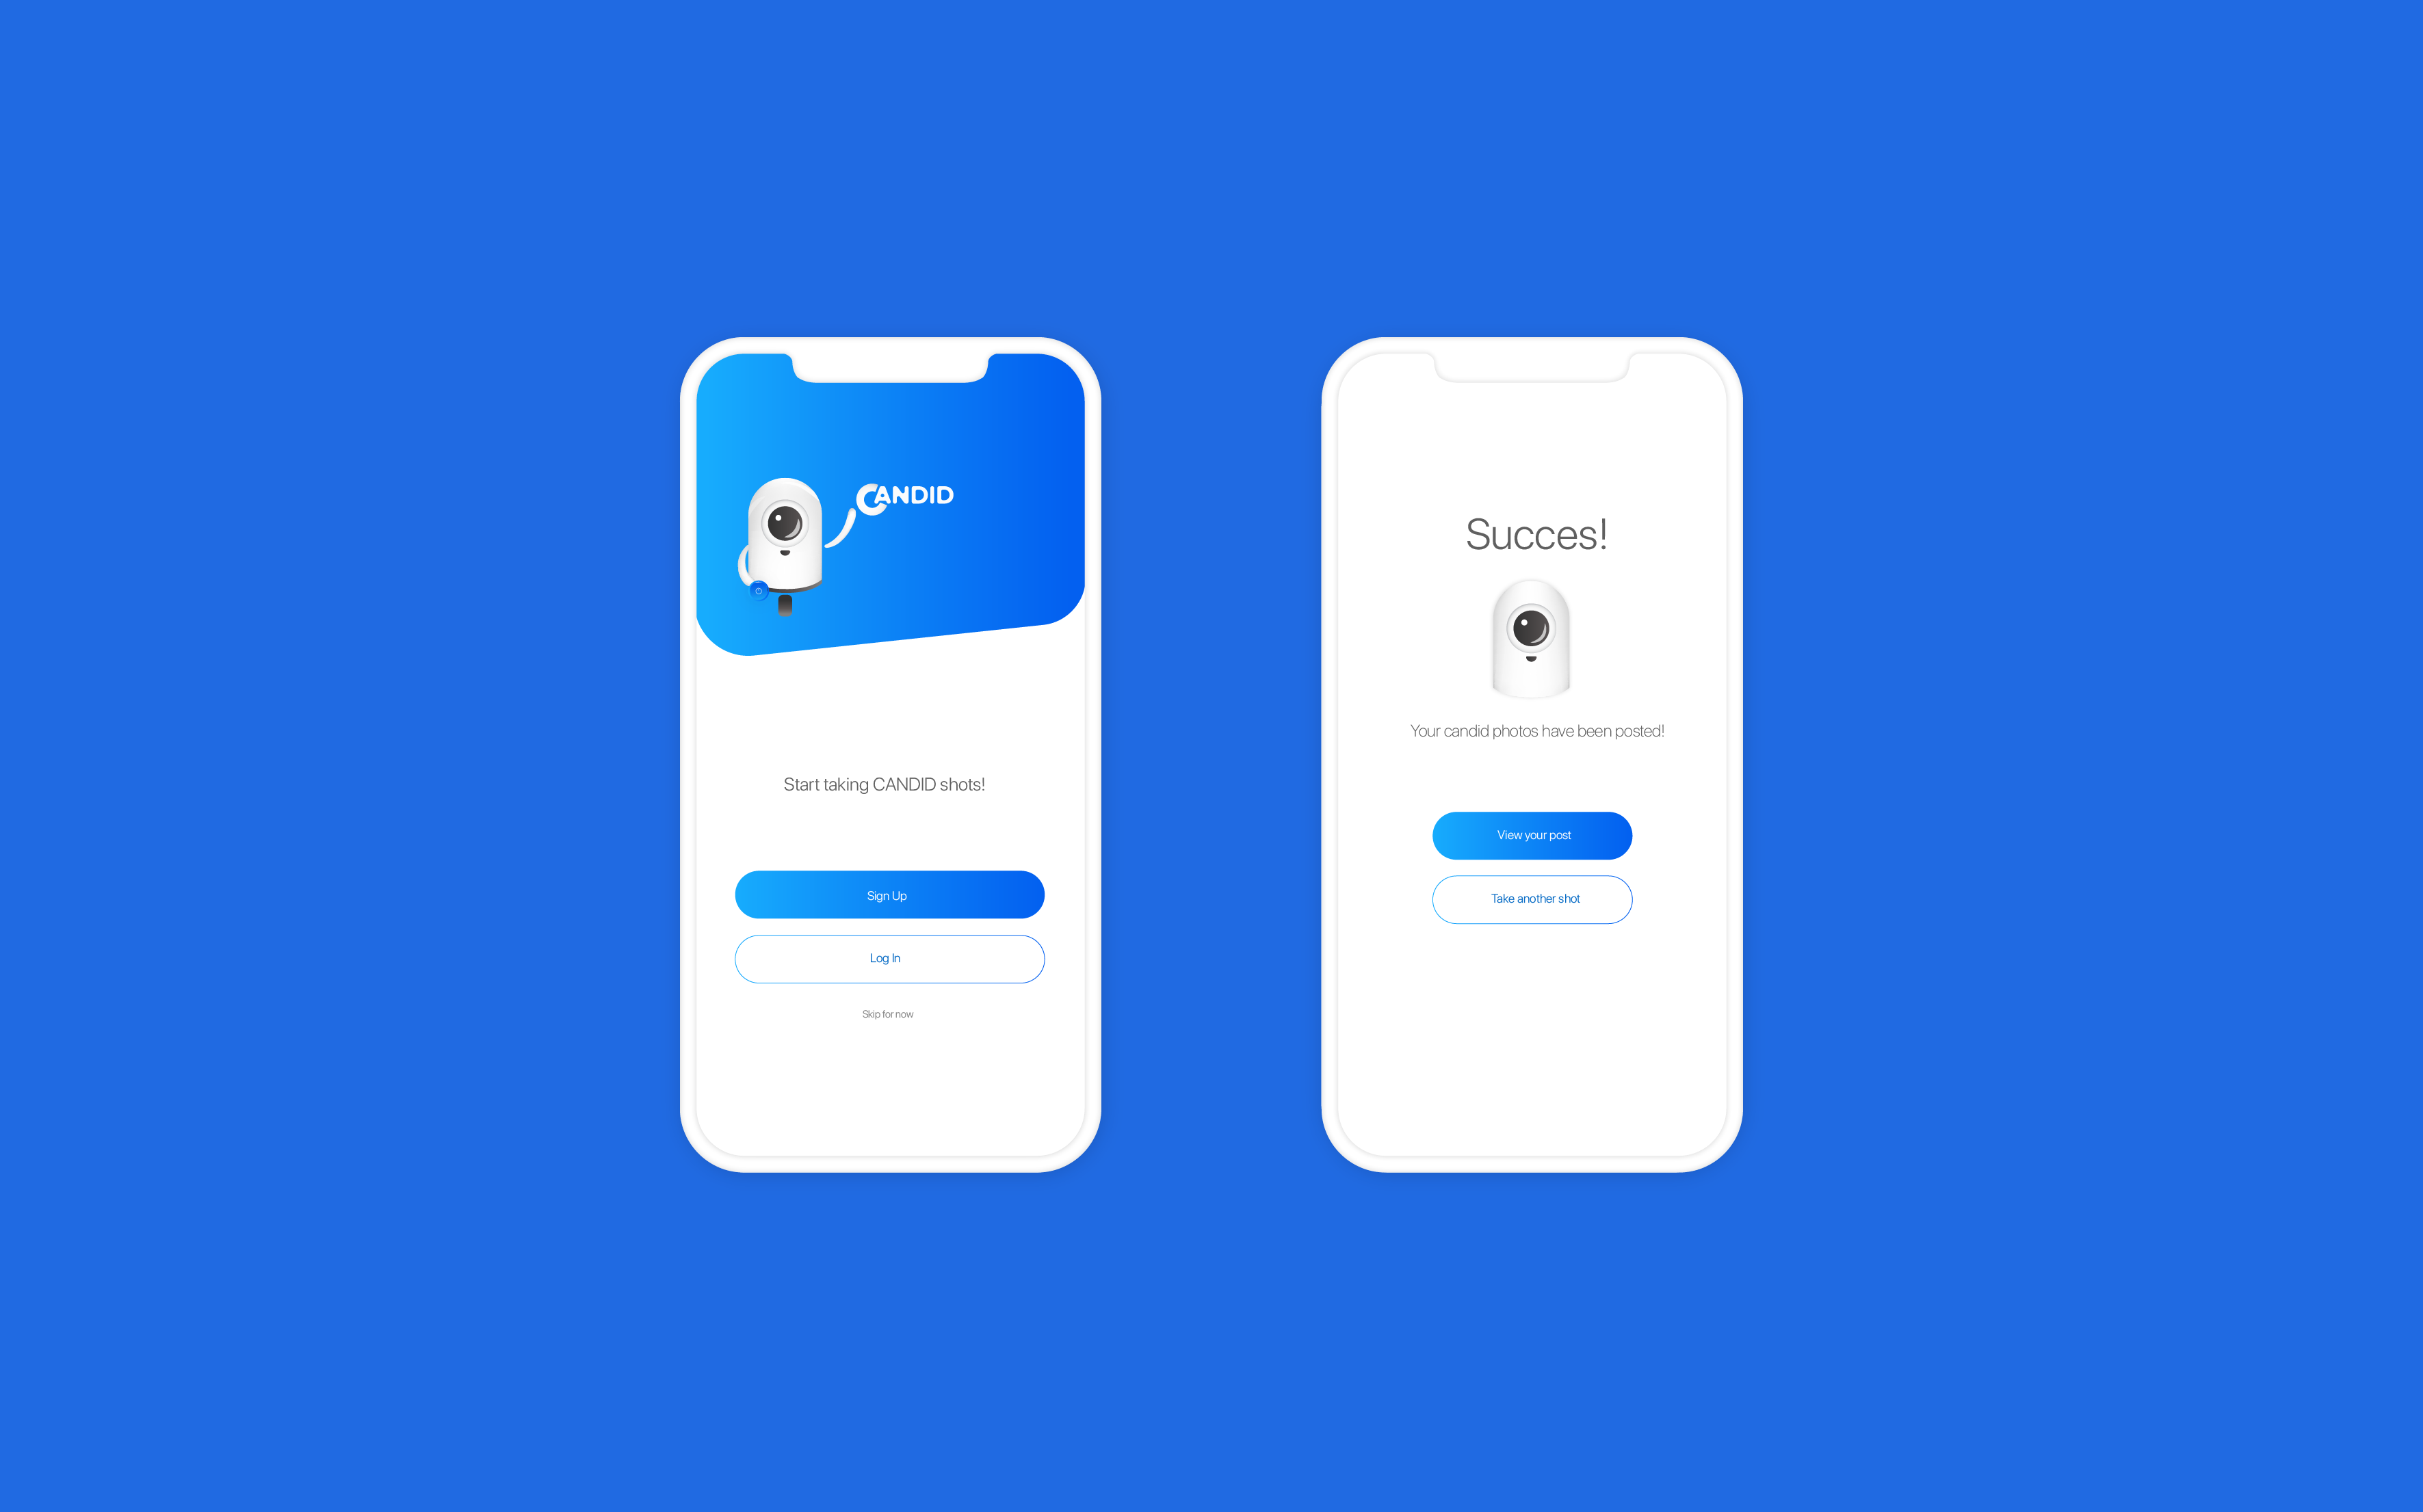 CANDID
Start taking CANDID shots!
Sign Up
Log In
Skip for now
Succes!
Your candid photos have been posted!
View your post
Take another shot